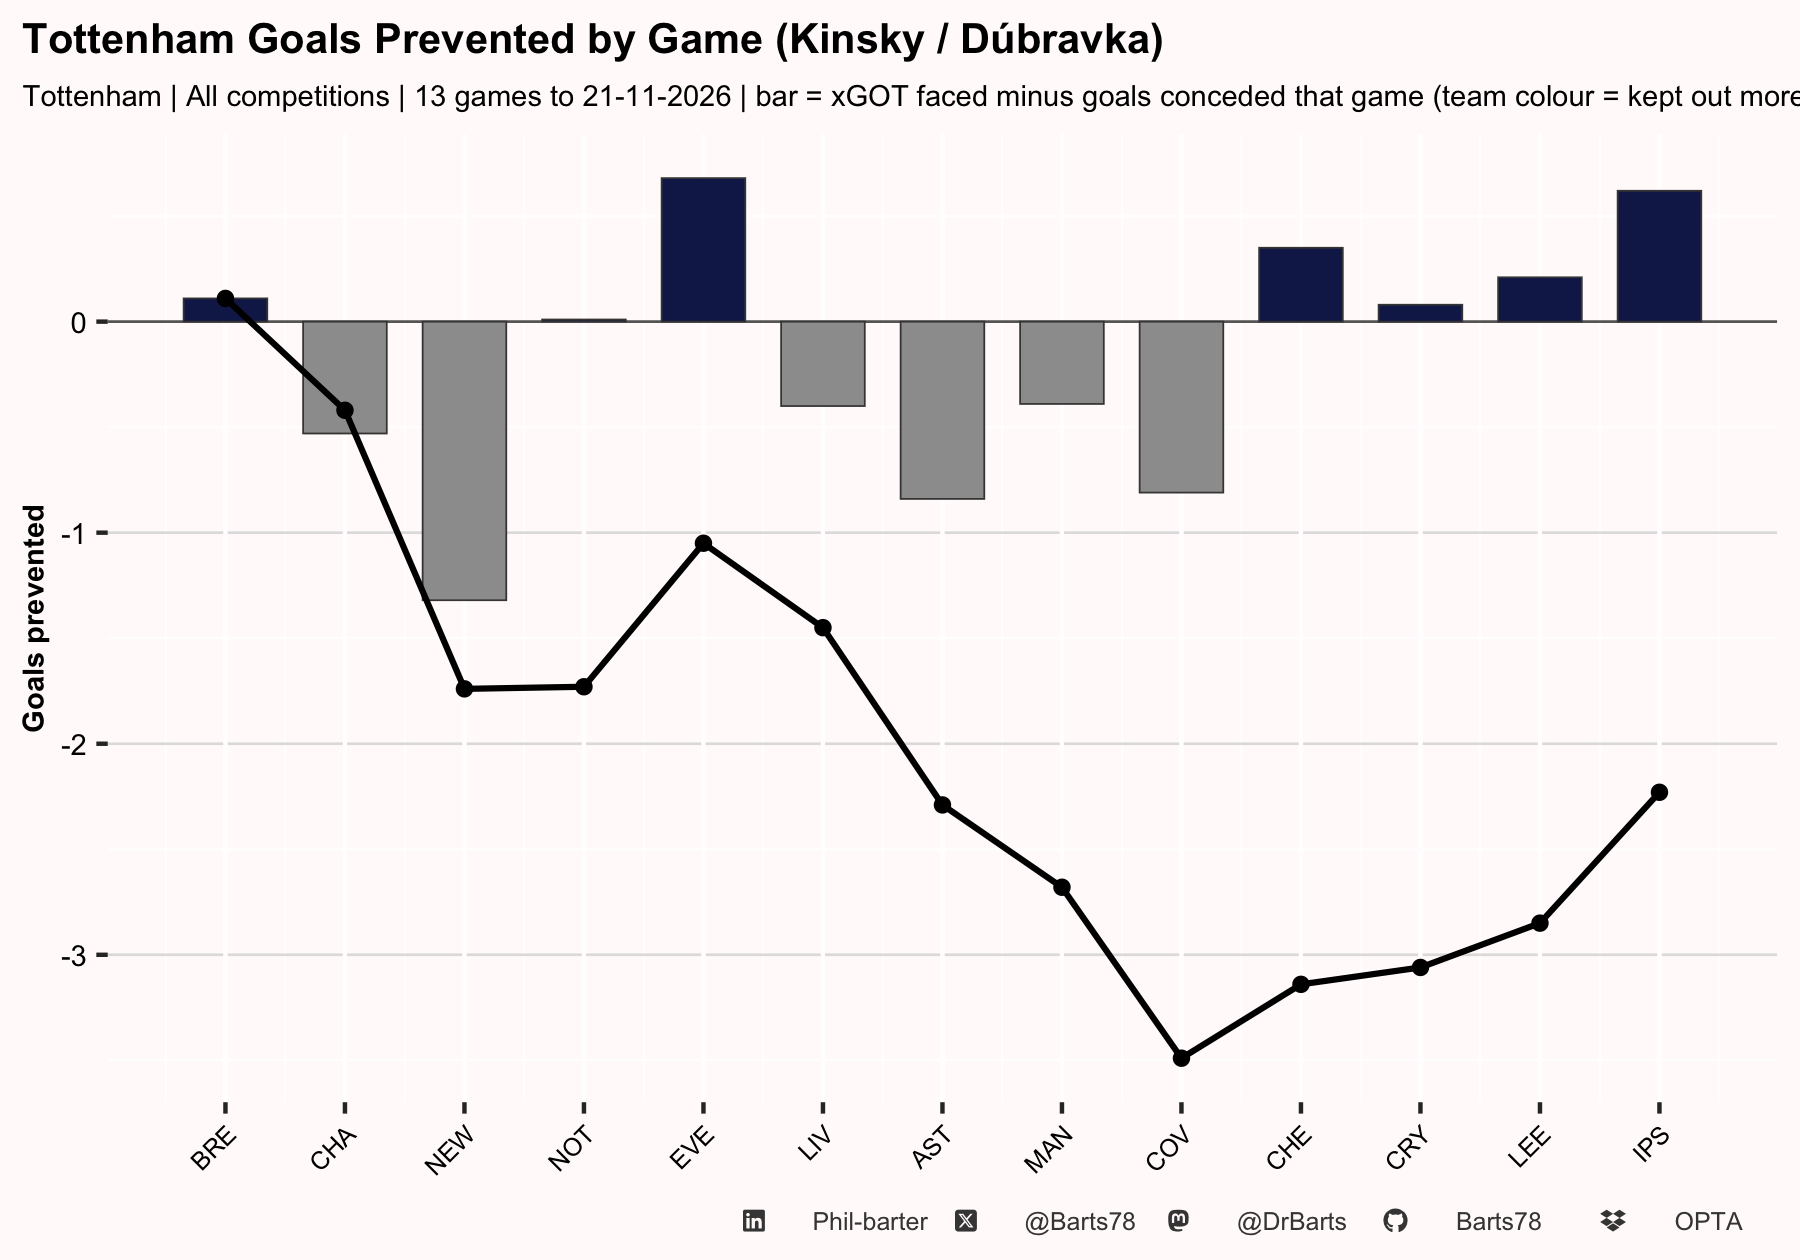 Tottenham Goals Prevented by Game (Kinsky / Dúbravka)
Tottenham | All competitions | 13 games to 21-11-2026 | bar = xGOT faced minus goals conceded that game (team colour = kept out more
Goals prevented
0
-1
-2
-3
BRE
CHA
NEW
NOT
EVE
LIV
AST
MAN
COV
CHE
CRY
LEE
IPS
Phil-barter @Barts78 @DrBarts Barts78 OPTA